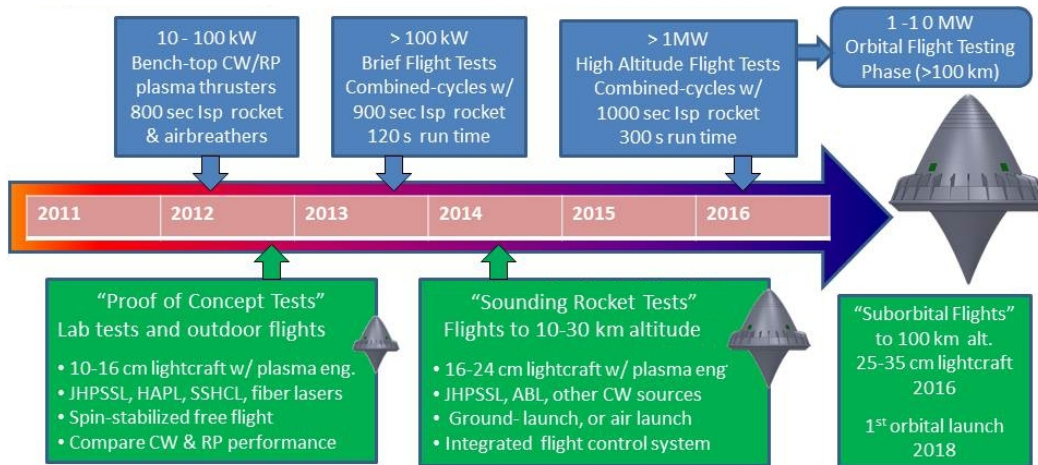 10 - 100 kW
Bench-top CW/RP
plasma thrusters
800 sec Isp rocket
& airbreathers
> 100 kW
Brief Flight Tests
Combined-cycles w/
900 sec Isp rocket
120 s run time
> 1MW
High Altitude Flight Tests
Combined-cycles w/
1000 sec Isp rocket
300 s run time
1 -10 MW
Orbital Flight Testing
Phase (>100 km)
2011 2012 2013 2014 2015 2016
“Proof of Concept Tests”
Lab tests and outdoor flights
• 10-16 cm lightcraft w/ plasma eng.
• JHPSSL, HAPL, SSHCL, fiber lasers
• Spin-stabilized free flight
• Compare CW & RP performance
“Sounding Rocket Tests”
Flights to 10-30 km altitude
• 16-24 cm lightcraft w/ plasma eng
• JHPSSL, ABL, other CW sources
• Ground- launch, or air launch
• Integrated flight control system
“Suborbital Flights”
to 100 km alt.
25-35 cm lightcraft
2016
1st orbital launch
2018